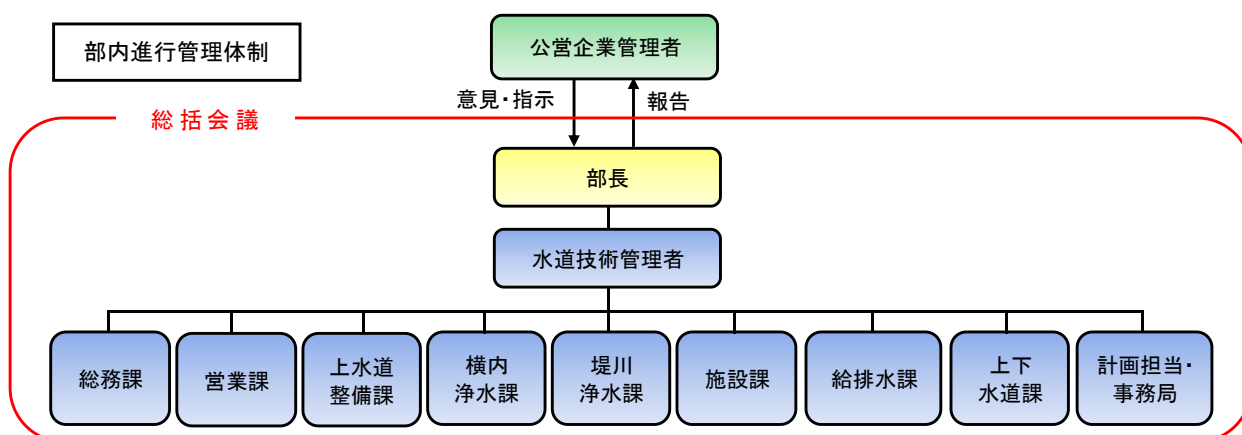 部内進行管理体制
公営企業管理者
意見・指示
報告
総括会議
部長
水道技術管理者
総務課
営業課
上水道
整備課
横内
浄水課
堤川
浄水課
施設課
給排水課
上下
水道課
計画担当・
事務局